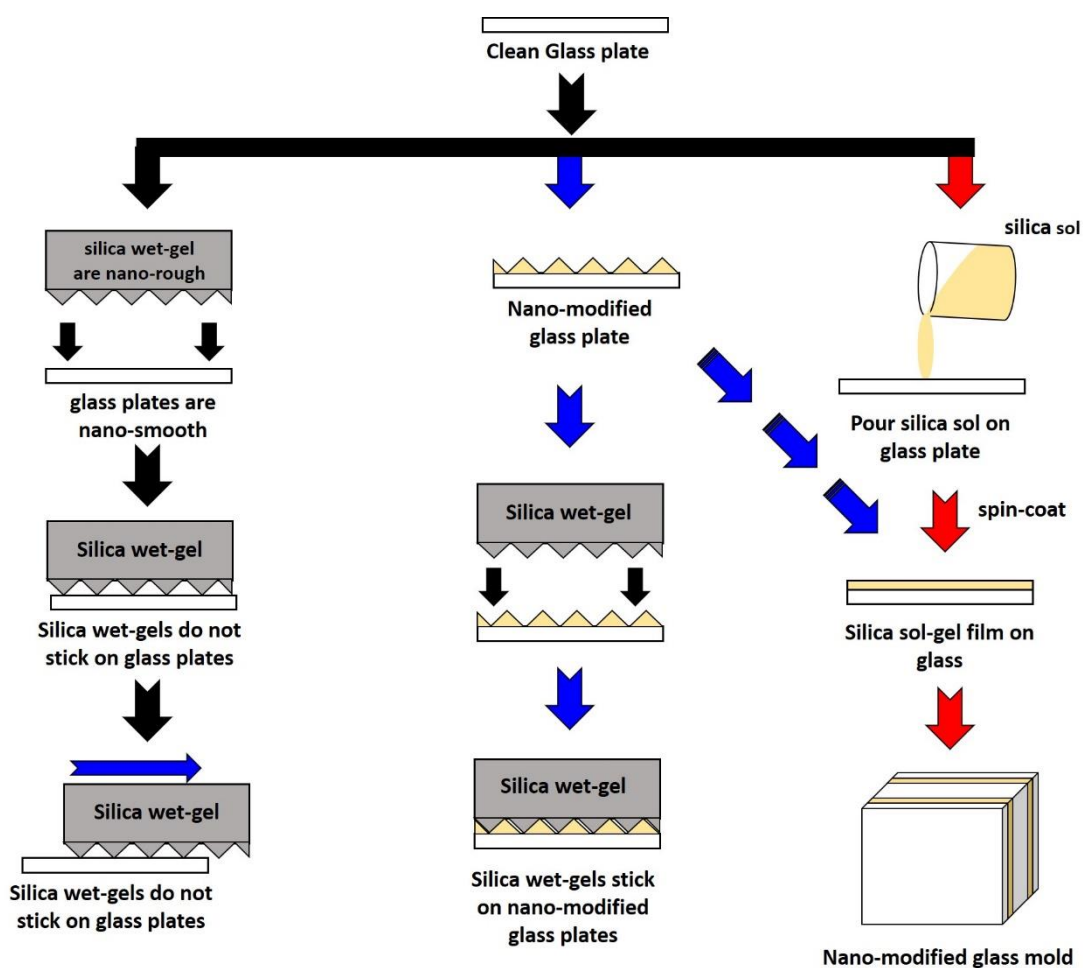 Clean Glass plate
silica wet-gel
are nano-rough
glass plates are
nano-smooth
Silica wet-gel
Silica wet-gels do not
stick on glass plates
Silica wet-gel
Silica wet-gels do not
stick on glass plates
Nano-modified
glass plate
Silica wet-gel
Silica wet-gel
Silica wet-gels stick
on nano-modified
glass plates
silica sol
Pour silica sol on
glass plate
spin-coat
Silica sol-gel film on
glass
Nano-modified glass mold